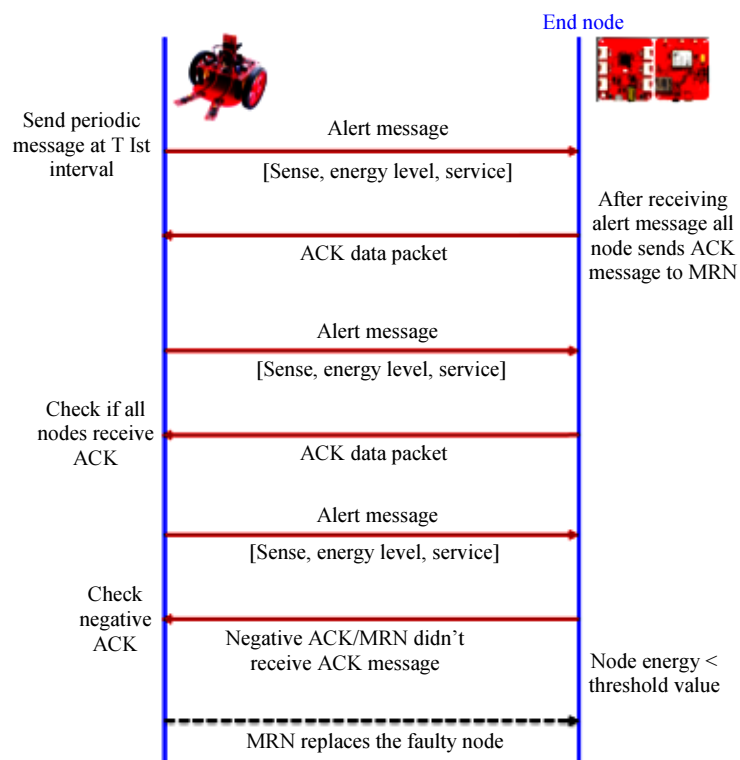 End node
Send periodic
message at T Ist
interval
Alert message
[Sense, energy level, service]
After receiving
alert message all
node sends ACK
message to MRN
ACK data packet
Alert message
[Sense, energy level, service]
Check if all
nodes receive
ACK
ACK data packet
Alert message
[Sense, energy level, service]
Check
negative
ACK
Negative ACK/MRN didn’t
receive ACK message
Node energy <
threshold value
MRN replaces the faulty node